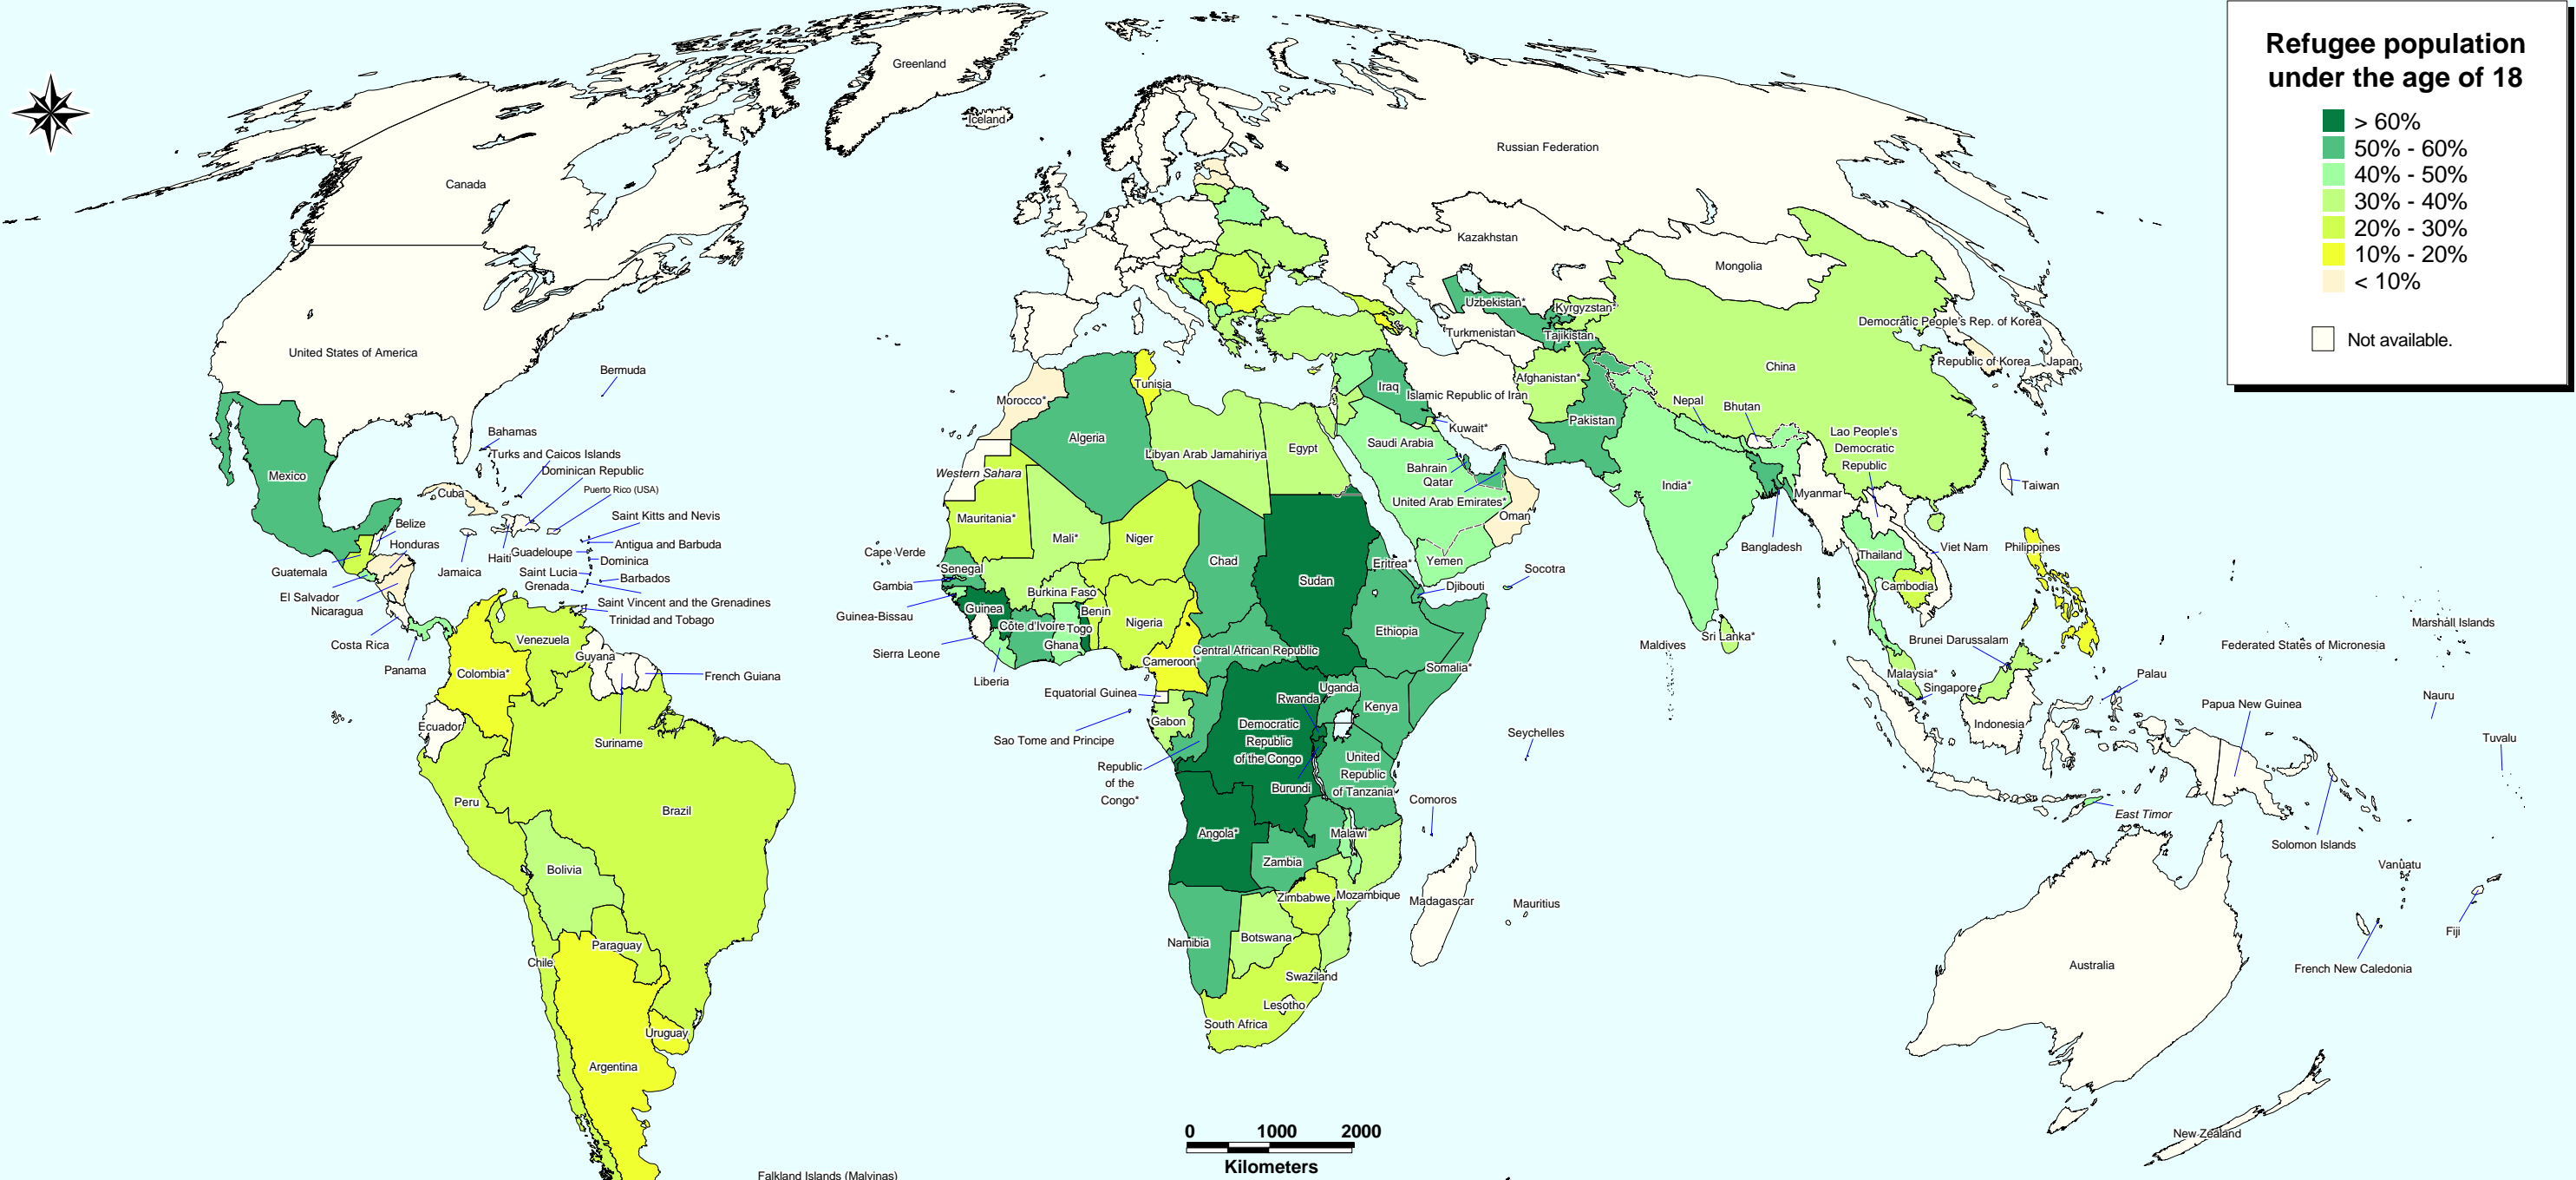 Refugee population
under the age of 18
> 60%
50% - 60%
40% - 50%
30% - 40%
20% - 30%
10% - 20%
< 10%
Not available.
Greenland
Iceland
Canada
Russian Federation
United States of America
Kazakhstan
Mongolia
Uzbekistan*
Kyrgyzstan*
Turkmenistan
Tajikistan
Democratic People's Rep. of Korea
Republic of Korea
Japan
China
Bermuda
Tunisia
Morocco*
Algeria
Libyan Arab Jamahiriya
Egypt
Western Sahara
Iraq
Islamic Republic of Iran
Afghanistan*
Pakistan
Kuwait*
Saudi Arabia
Bahrain
Qatar
United Arab Emirates*
Oman
Yemen
Nepal
Bhutan
India*
Bangladesh
Myanmar
Lao People's
Democratic
Republic
Taiwan
Thailand
Viet Nam
Cambodia
Philippines
Mexico
Bahamas
Turks and Caicos Islands
Dominican Republic
Puerto Rico (USA)
Cuba
Belize
Honduras
Guatemala
El Salvador
Nicaragua
Costa Rica
Panama
Jamaica
Haiti
Saint Kitts and Nevis
Antigua and Barbuda
Guadeloupe
Dominica
Saint Lucia
Barbados
Grenada
Saint Vincent and the Grenadines
Trinidad and Tobago
Venezuela
Guyana
Colombia*
French Guiana
Suriname
Ecuador
Peru
Brazil
Bolivia
Paraguay
Chile
Uruguay
Argentina
Falkland Islands (Malvinas)
Cape Verde
Mauritania*
Mali*
Niger
Chad
Sudan
Eritrea*
Djibouti
Socotra
Senegal
Gambia
Guinea-Bissau
Guinea
Sierra Leone
Liberia
Burkina Faso
Côte d'Ivoire
Togo
Ghana
Benin
Nigeria
Cameroon*
Central African Republic
Ethiopia
Somalia*
Equatorial Guinea
Gabon
Sao Tome and Principe
Republic
of the
Congo*
Democratic
Republic
of the Congo
Rwanda
Uganda
Kenya
Burundi
United
Republic
of Tanzania
Seychelles
Comoros
Angola*
Zambia
Malawi
Mozambique
Zimbabwe
Madagascar
Mauritius
Namibia
Botswana
Swaziland
Lesotho
South Africa
Maldives
Sri Lanka*
Brunei Darussalam
Malaysia*
Singapore
Indonesia
Palau
Federated States of Micronesia
Marshall Islands
Nauru
Papua New Guinea
Tuvalu
East Timor
Solomon Islands
Vanuatu
Fiji
French New Caledonia
Australia
New Zealand
0 1000 2000
Kilometers